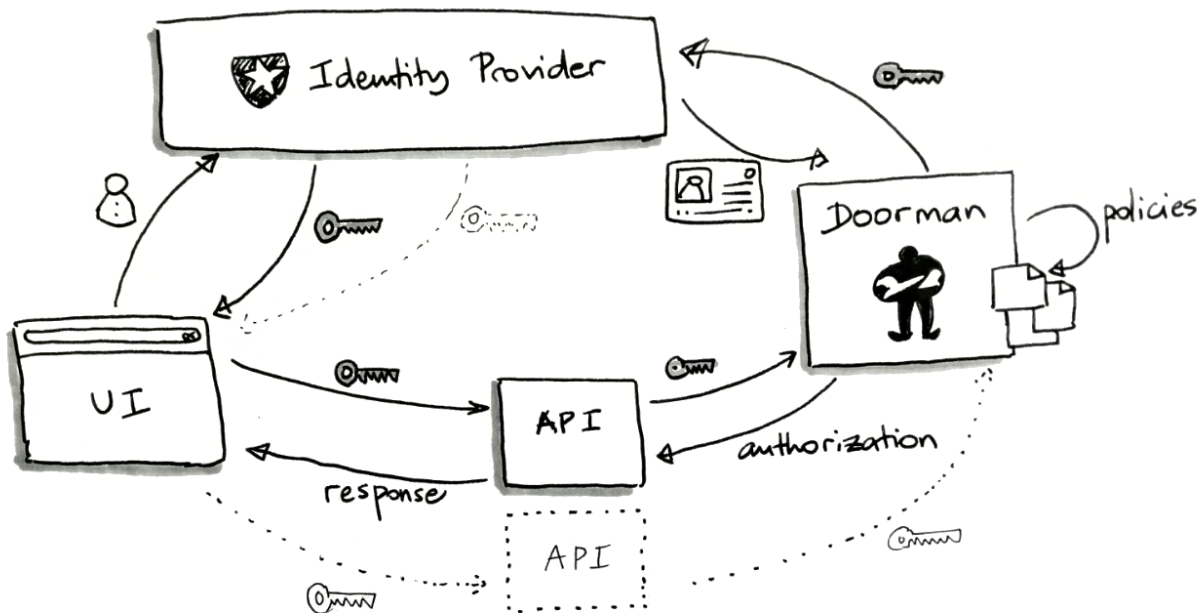 Identity Provider
Doorman
policies
UI
API
authorization
response
API